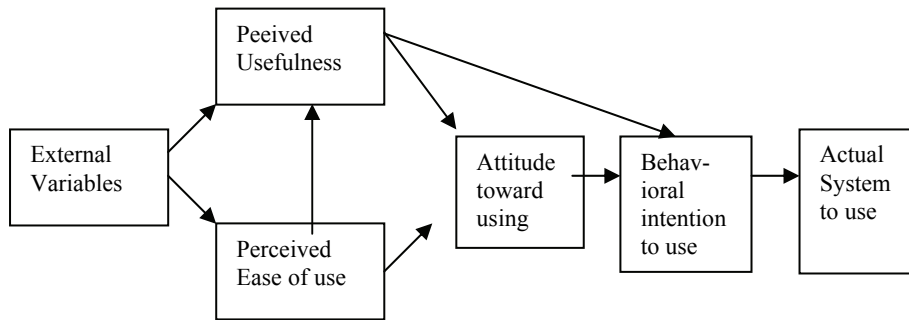 Peeived
Usefulness
External
Variables
Perceived
Ease of use
Attitude
toward
using
Behav-
ioral
intention
to use
Actual
System
to use